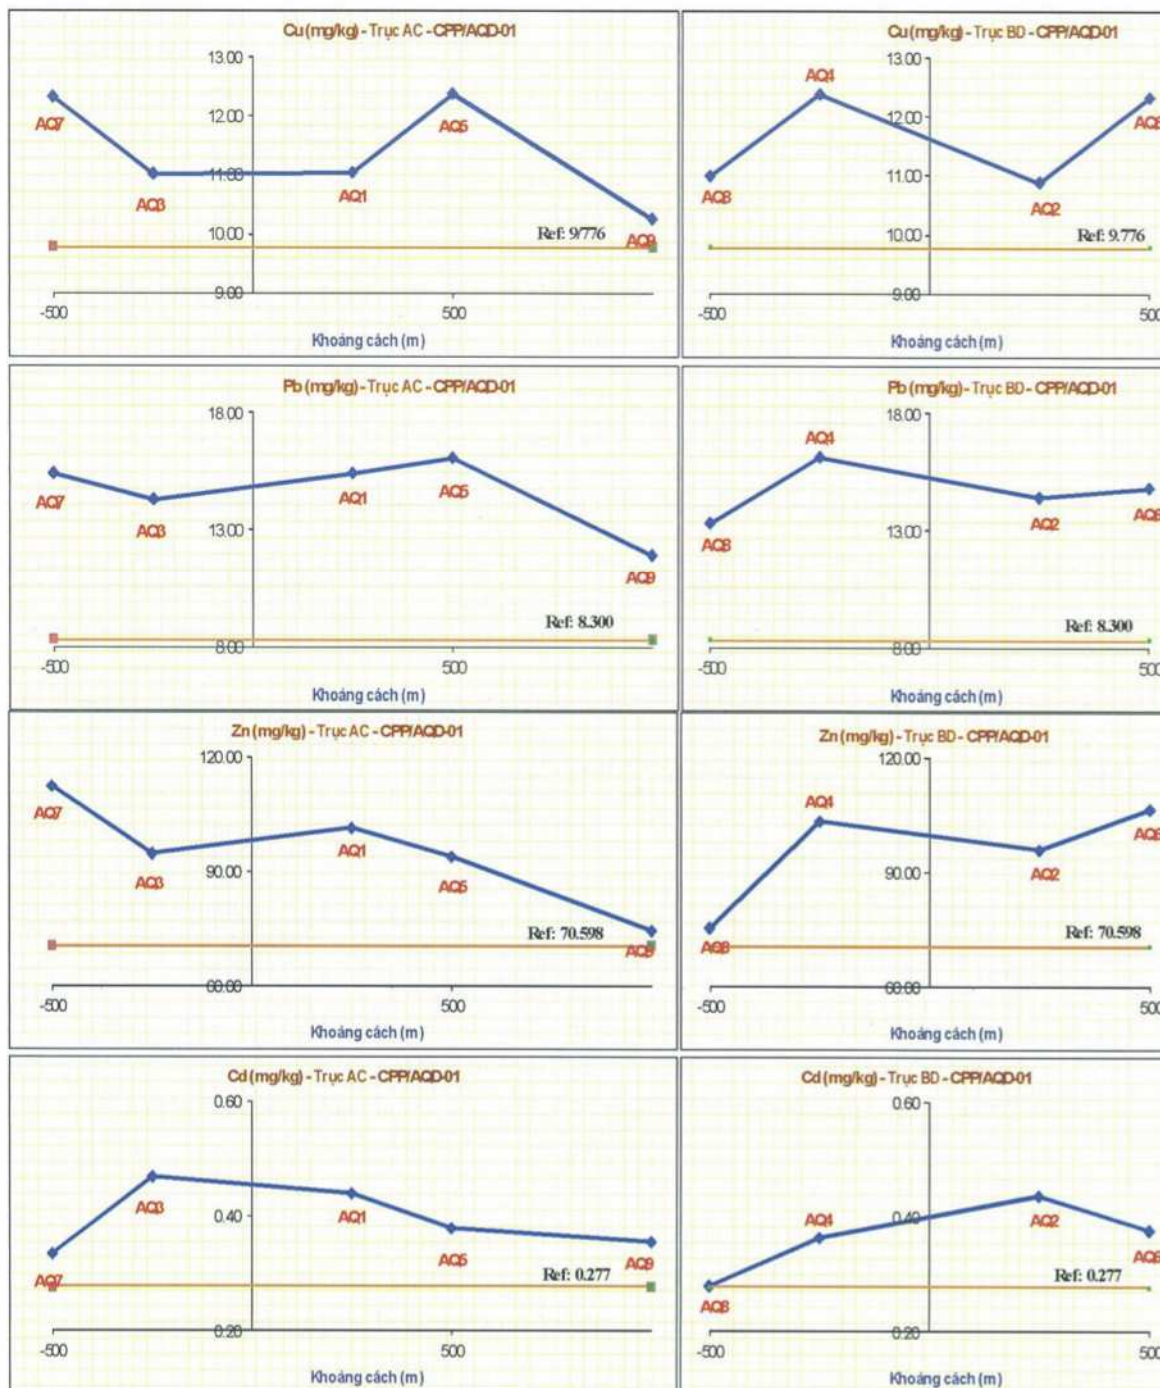 Cu (mg/kg) - Trục AC - CPP/AQD-01
13.00
12.00
11.00
10.00
9.00
AQ7
AQ3
AQ1
AQ5
AQ9
Ref: 9/776
-500
500
Khoảng cách (m)
Cu (mg/kg) - Trục BD - CPP/AQD-01
13.00
12.00
11.00
10.00
9.00
AQ8
AQ4
AQ2
Ref: 9.776
-500
500
Khoảng cách (m)
Pb (mg/kg) - Trục AC - CPP/AQD-01
18.00
13.00
8.00
AQ7
AQ3
AQ1
AQ5
AQ9
Ref: 8.300
-500
500
Khoảng cách (m)
Pb (mg/kg) - Trục BD - CPP/AQD-01
18.00
13.00
8.00
AQ8
AQ4
AQ2
Ref: 8.300
-500
500
Khoảng cách (m)
Zn (mg/kg) - Trục AC - CPP/AQD-01
120.00
90.00
60.00
AQ7
AQ3
AQ1
AQ5
AQ9
Ref: 70.598
-500
500
Khoảng cách (m)
Zn (mg/kg) - Trục BD - CPP/AQD-01
120.00
90.00
60.00
AQ8
AQ4
AQ2
Ref: 70.598
-500
500
Khoảng cách (m)
Cd (mg/kg) - Trục AC - CPP/AQD-01
0.60
0.40
0.20
AQ7
AQ3
AQ1
AQ5
AQ9
Ref: 0.277
-500
500
Khoảng cách (m)
Cd (mg/kg) - Trục BD - CPP/AQD-01
0.60
0.40
0.20
AQ8
AQ4
AQ2
Ref: 0.277
-500
500
Khoảng cách (m)